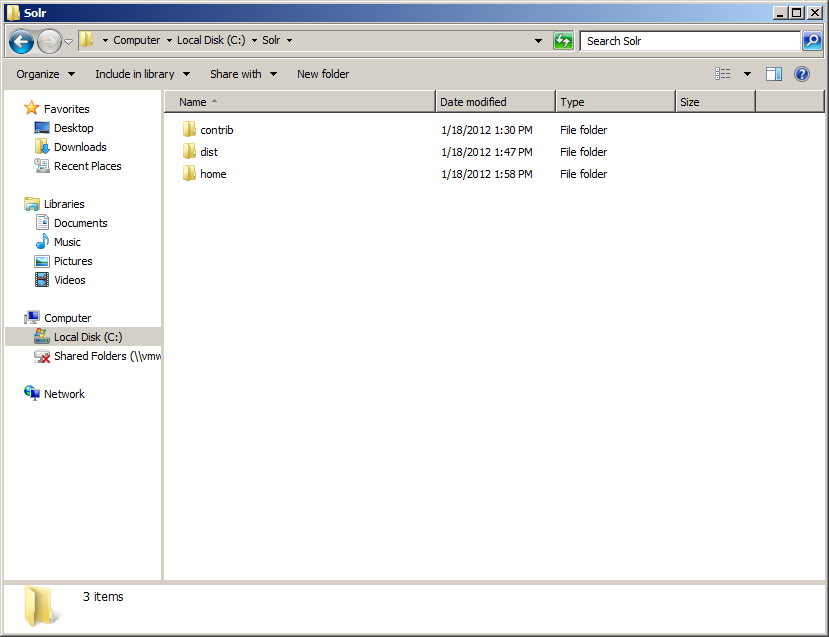 Solr
Computer Local Disk (C:) Solr Search Solr
Organize Include in library Share with New folder
Favorites
Desktop
Downloads
Recent Places
Libraries
Documents
Music
Pictures
Videos
Computer
Local Disk (C:)
Shared Folders (\\vmw
Network
Name Date modified Type Size
contrib 1/18/2012 1:30 PM File folder
dist 1/18/2012 1:47 PM File folder
home 1/18/2012 1:58 PM File folder
3 items